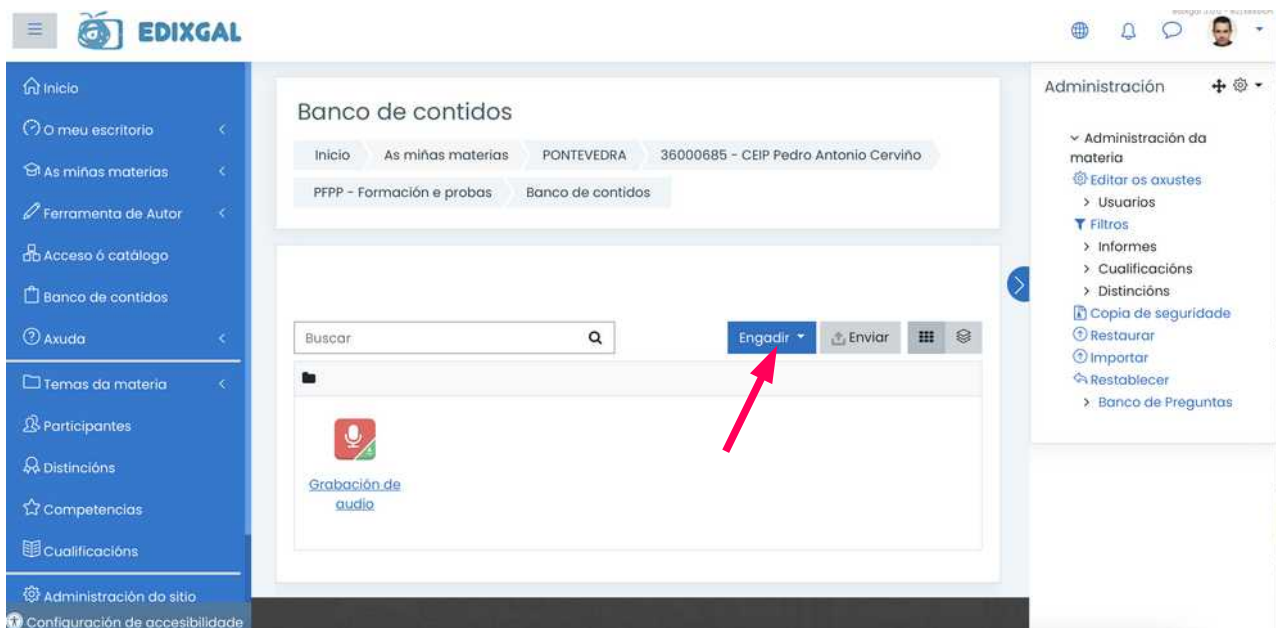 EDIXGAL
Inicio
O meu escritorio
As miñas materias
Ferramenta de Autor
Acceso ó catálogo
Banco de contidos
Axuda
Temas da materia
Participantes
Distincións
Competencias
Cualificacións
Administración do sitio
Configuración de accesibilidade
Banco de contidos
Inicio As miñas materias PONTEVEDRA 36000685 - CEIP Pedro Antonio Cerviño
PFPP - Formación e probas Banco de contidos
Buscar Engadir Enviar
Grabación de
audio
Administración
Administración da
materia
Editar os axustes
Usuarios
Filtros
Informes
Cualificacións
Distincións
Copia de seguridade
Restaurar
Importar
Restablecer
Banco de Preguntas